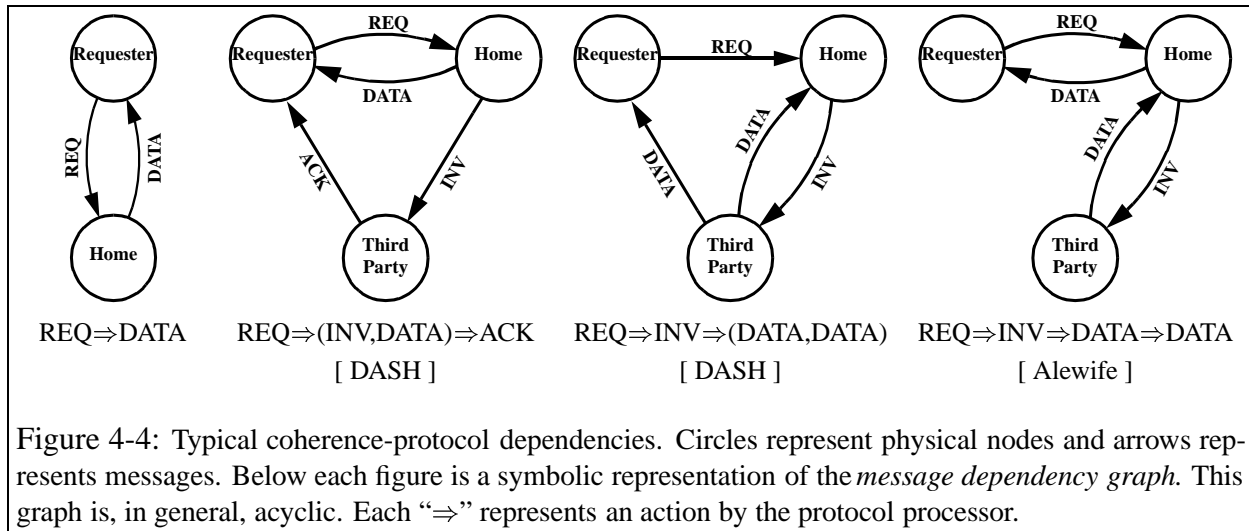 Requester
REQ
DATA
Home
REQ⇒DATA
Requester
REQ
Home
DATA
ACK
INV
Third
Party
REQ⇒(INV,DATA)⇒ACK
[ DASH ]
Requester
REQ
Home
DATA
DATA
INV
Third
Party
REQ⇒INV⇒(DATA,DATA)
[ DASH ]
Requester
REQ
Home
DATA
DATA
INV
Third
Party
REQ⇒INV⇒DATA⇒DATA
[ Alewife ]
Figure 4-4: Typical coherence-protocol dependencies. Circles represent physical nodes and arrows rep-
resents messages. Below each figure is a symbolic representation of the message dependency graph. This
graph is, in general, acyclic. Each “⇒” represents an action by the protocol processor.